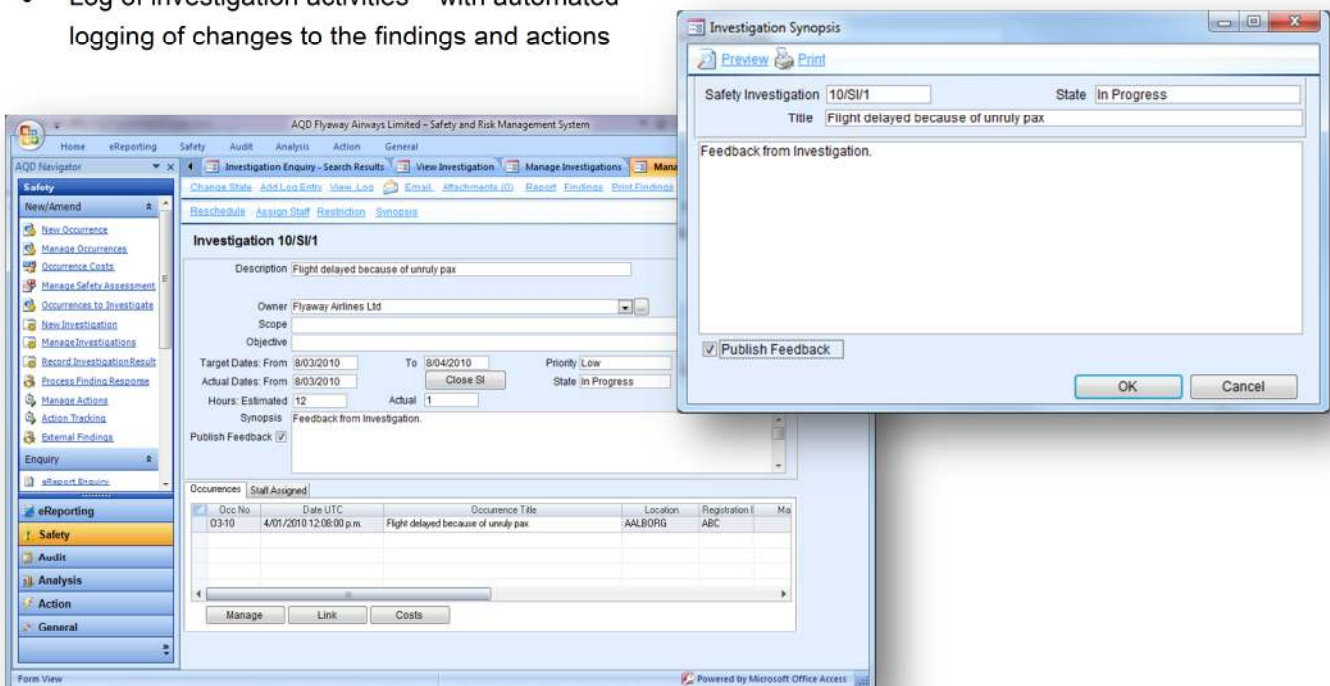 • Log of investigation activities – with automated
logging of changes to the findings and actions
AQD Flyaway Airways Limited – Safety and Risk Management System
Home eReporting Safety Audit Analysis Action General
AQD Navigator
Safety
New/Amend
New Occurrence
Manage Occurrences
Occurrence Costs
Manage Safety Assessment
Occurrences to Investigate
New Investigation
Manage Investigations
Record Investigation Result
Process Finding Response
Manage Actions
Action Tracking
External Findings
Enquiry
eReport Enquiry
eReporting
Safety
Audit
Analysis
Action
General
Investigation Enquiry - Search Results View Investigation Manage Investigations Mana
Change State Add Log Entry View Log Email Attachments (0) Report Findings Print Findings
Reschedule Assign Staff Restriction Synopsis
Investigation 10/SI/1
Description Flight delayed because of unruly pax
Owner Flyaway Airlines Ltd
Scope
Objective
Target Dates: From 8/03/2010 To 8/04/2010 Priority Low
Actual Dates: From 8/03/2010 Close SI State In Progress
Hours: Estimated 12 Actual 1
Synopsis Feedback from Investigation.
Publish Feedback
Occurrences Staff Assigned
Occ No Date UTC Occurrence Title Location Registration Ma
O3-10 4/01/2010 12:08:00 p.m. Flight delayed because of unruly pax AALBORG ABC
Manage Link Costs
Form View Powered by Microsoft Office Access
Investigation Synopsis
Preview Print
Safety Investigation 10/SI/1 State In Progress
Title Flight delayed because of unruly pax
Feedback from Investigation.
Publish Feedback
OK Cancel